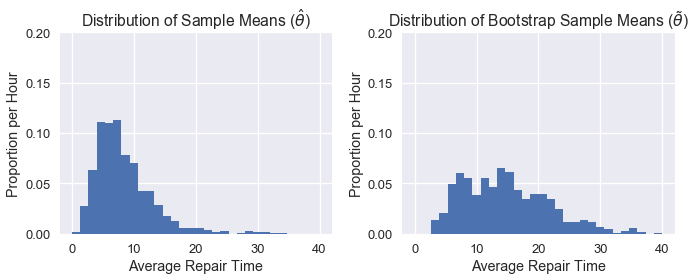 Distribution of Sample Means (θ̂)
0.20
0.15
0.10
0.05
0.00
Proportion per Hour
0 10 20 30 40
Average Repair Time
Distribution of Bootstrap Sample Means (θ̃)
0.20
0.15
0.10
0.05
0.00
Proportion per Hour
0 10 20 30 40
Average Repair Time